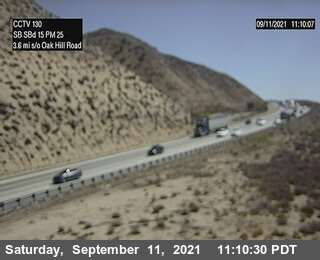 CCTV 130
SB SBd 15 PM 25
3.6 mi s/o Oak Hill Road
09/11/2021 11:10:07
Saturday, September 11, 2021 11:10:30 PDT